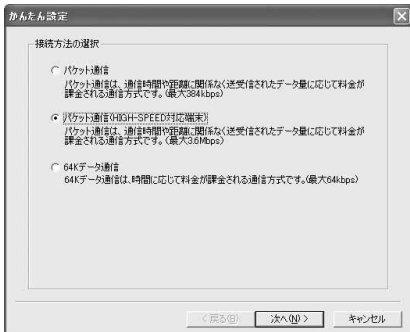 かんたん設定
接続方法の選択
パケット通信
パケット通信は、通信時間や距離に関係なく送受信されたデータ量に応じて料金が
課金される通信方式です。(最大384kbps)
パケット通信(HIGH-SPEED対応端末)
パケット通信は、通信時間や距離に関係なく送受信されたデータ量に応じて料金が
課金される通信方式です。(最大3.6Mbps)
64Kデータ通信
64Kデータ通信は、時間に応じて料金が課金される通信方式です。(最大64kbps)
< 戻る(B)
次へ(N) >
キャンセル